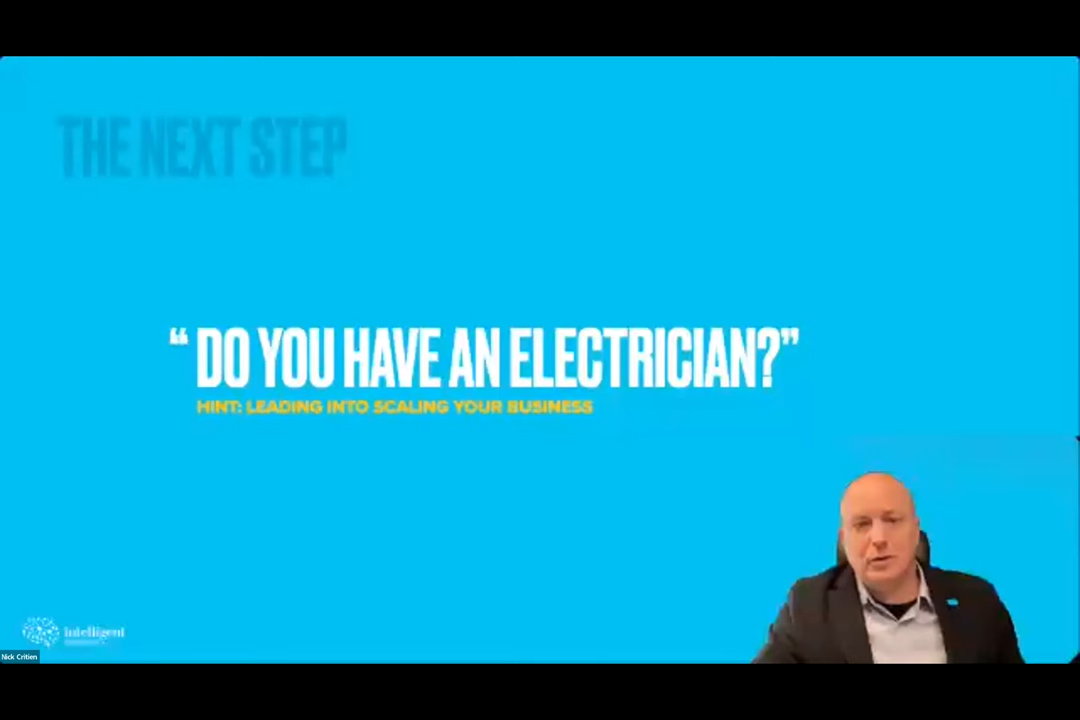 THE NEXT STEP
“ DO YOU HAVE AN ELECTRICIAN?”
HINT: LEADING INTO SCALING YOUR BUSINESS
intelligent
Nick Critien